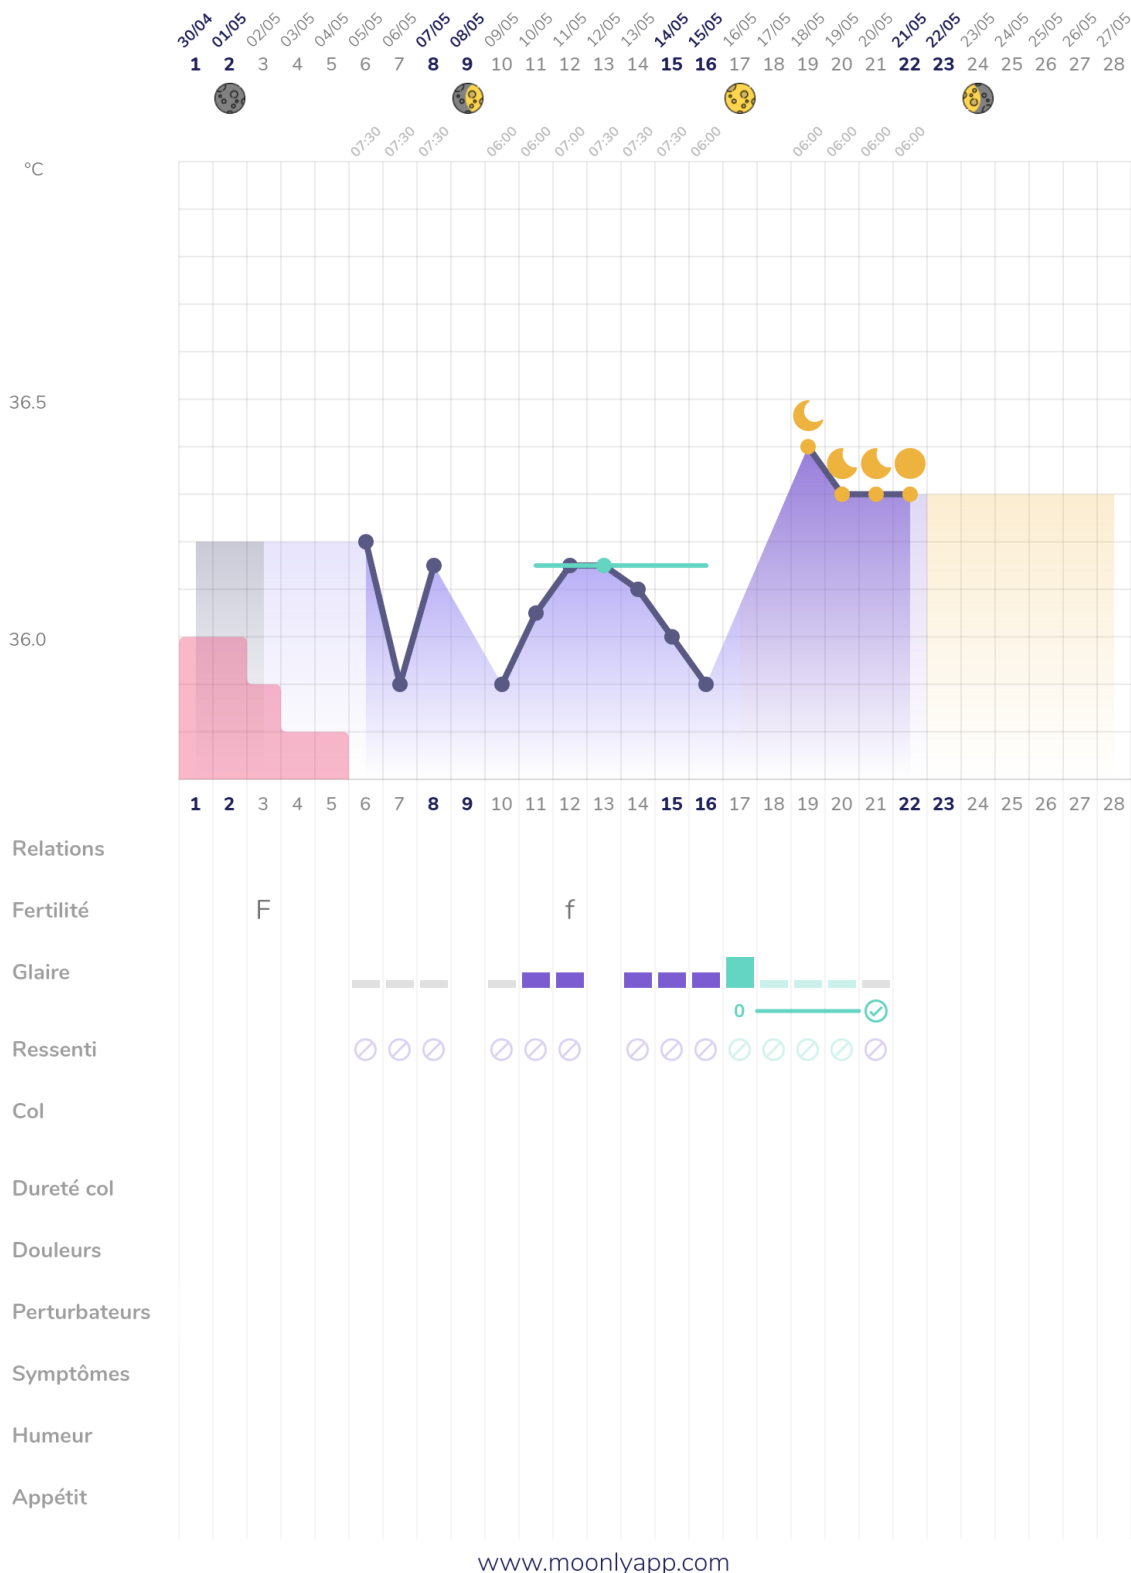 30/04 01/05 02/05 03/05 04/05 05/05 06/05 07/05 08/05 09/05 10/05 11/05 12/05 13/05 14/05 15/05 16/05 17/05 18/05 19/05 20/05 21/05 22/05 23/05 24/05 25/05 26/05 27/05
1 2 3 4 5 6 7 8 9 10 11 12 13 14 15 16 17 18 19 20 21 22 23 24 25 26 27 28
07:30 07:30 07:30 06:00 06:00 07:00 07:30 07:30 07:30 06:00 06:00 06:00 06:00 06:00
°C
36.5
36.0
1 2 3 4 5 6 7 8 9 10 11 12 13 14 15 16 17 18 19 20 21 22 23 24 25 26 27 28
Relations
Fertilité F f
Glaire
0
Ressenti
Col
Dureté col
Douleurs
Perturbateurs
Symptômes
Humeur
Appétit
www.moonlyapp.com